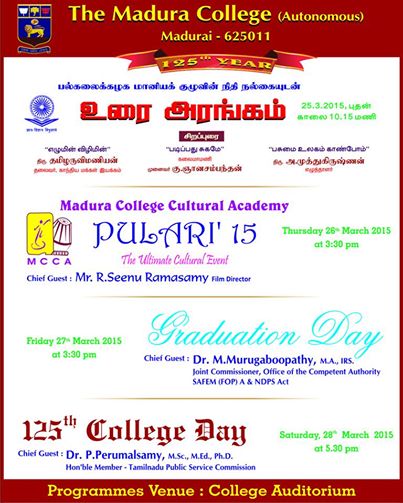 The Madura College (Autonomous)
Madurai - 625011
125th YEAR
பல்கலைக்கழக மானியக் குழுவின் நிதி நல்கையுடன்
உரை அரங்கம்
25.3.2015, புதன்
காலை 10.15 மணி
சிறப்புரை
"எழுமின் விழிமின்"
திரு. தமிழருவிமணியன்
தலைவர், காந்திய மக்கள் இயக்கம்
"படிப்பது சுகமே"
கலைமாமணி
முனைவர் கு.ஞானசம்பந்தன்
"பசுமை உலகம் காண்போம்"
திரு. அ.முத்துகிருஷ்ணன்
எழுத்தாளர்
Madura College Cultural Academy
MCCA
PULARI' 15
The Ultimate Cultural Event
Thursday 26th March 2015
at 3:30 pm
Chief Guest : Mr. R.Seenu Ramasamy Film Director
Graduation Day
Friday 27th March 2015
at 3:30 pm
Chief Guest : Dr. M.Murugaboopathy, M.A., IRS.
Joint Commissioner, Office of the Competent Authority
SAFEM (FOP) A & NDPS Act
125th College Day
Saturday, 28th March 2015
at 5.30 pm
Chief Guest : Dr. P.Perumalsamy, M.Sc., M.Ed., Ph.D.
Hon'ble Member - Tamilnadu Public Service Commission
Programmes Venue : College Auditorium